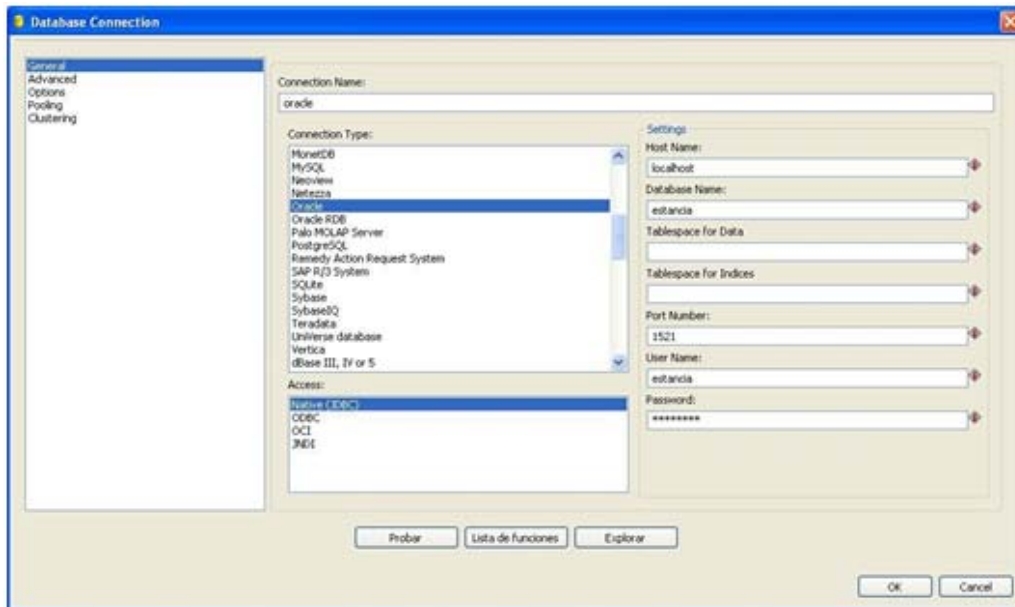 Database Connection
General
Advanced
Options
Pooling
Clustering
Connection Name:
oracle
Connection Type:
MonetDB
MySQL
Neoview
Netezza
Oracle
Oracle RDB
Palo MOLAP Server
PostgreSQL
Remedy Action Request System
SAP R/3 System
SQLite
Sybase
SybaseIQ
Teradata
UniVerse database
Vertica
dBase III, IV or 5
Access:
Native (JDBC)
ODBC
OCI
JNDI
Settings
Host Name:
localhost
Database Name:
estancia
Tablespace for Data
Tablespace for Indices
Port Number:
1521
User Name:
estancia
Password:
********
Probar
Lista de funciones
Explorar
OK
Cancel